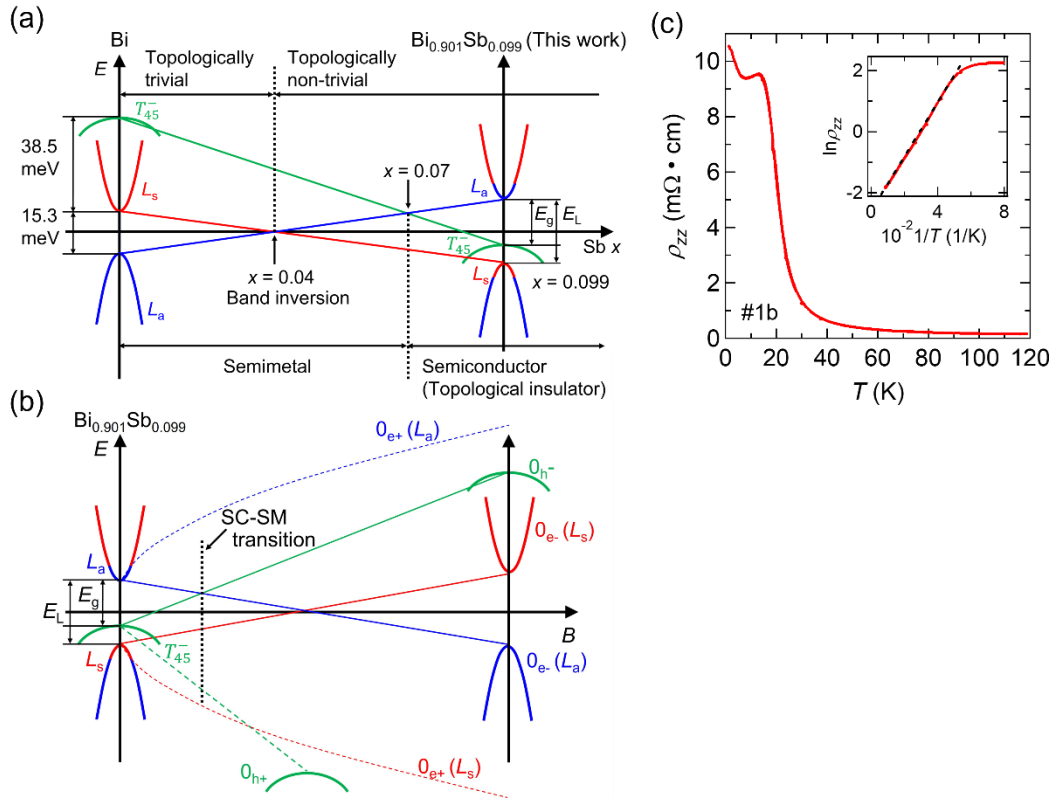 (a)
Bi
Bi0.901Sb0.099 (This work)
E
Topologically
trivial
Topologically
non-trivial
T45−
38.5
meV
Ls
x = 0.07
La
15.3
meV
Eg
EL
T45−
Sb x
x = 0.04
Band inversion
La
Ls
x = 0.099
Semimetal
Semiconductor
(Topological insulator)
(b)
Bi0.901Sb0.099
E
0e+ (La)
0h-
SC-SM
transition
0e- (Ls)
La
Eg
EL
B
T45−
Ls
0e- (La)
0h+
0e+ (Ls)
(c)
10
8
6
4
2
0
ρzz (mΩ • cm)
#1b
0
20
40
60
80
100
120
T (K)
2
0
-2
lnρzz
0
4
8
10-2 1/T (1/K)